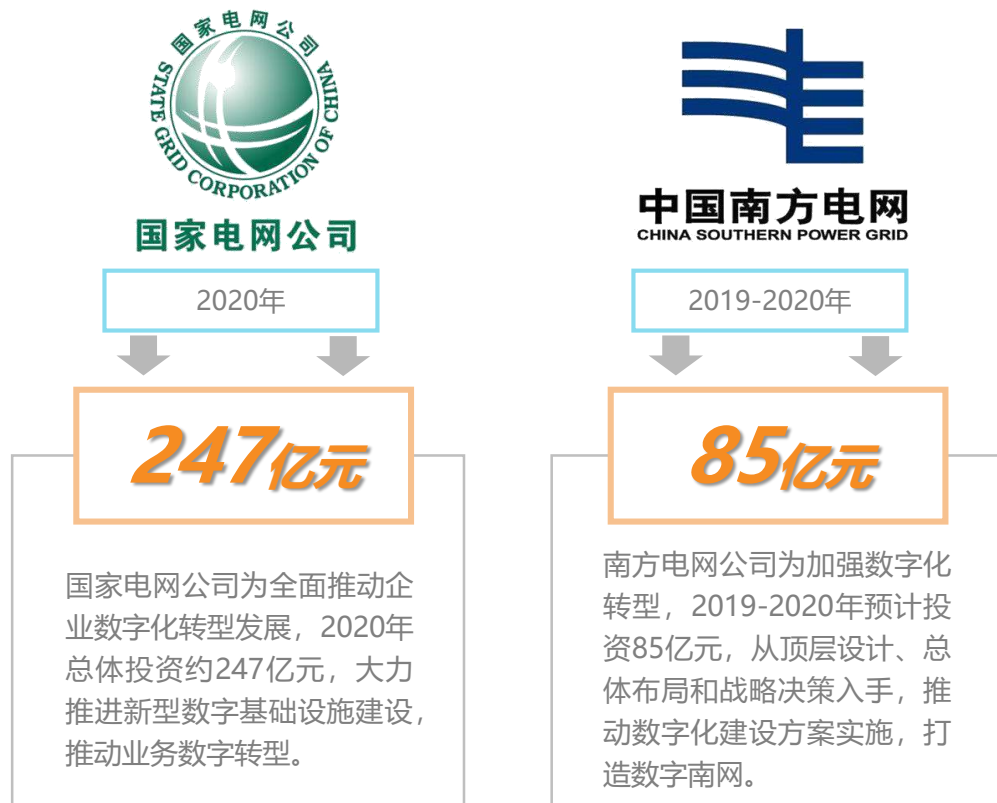 国家电网公司
STATE GRID CORPORATION OF CHINA
国家电网公司
2020年
247亿元
国家电网公司为全面推动企
业数字化转型发展，2020年
总体投资约247亿元，大力
推进新型数字基础设施建设，
推动业务数字转型。
中国南方电网
CHINA SOUTHERN POWER GRID
2019-2020年
85亿元
南方电网公司为加强数字化
转型，2019-2020年预计投
资85亿元，从顶层设计、总
体布局和战略决策入手，推
动数字化建设方案实施，打
造数字南网。